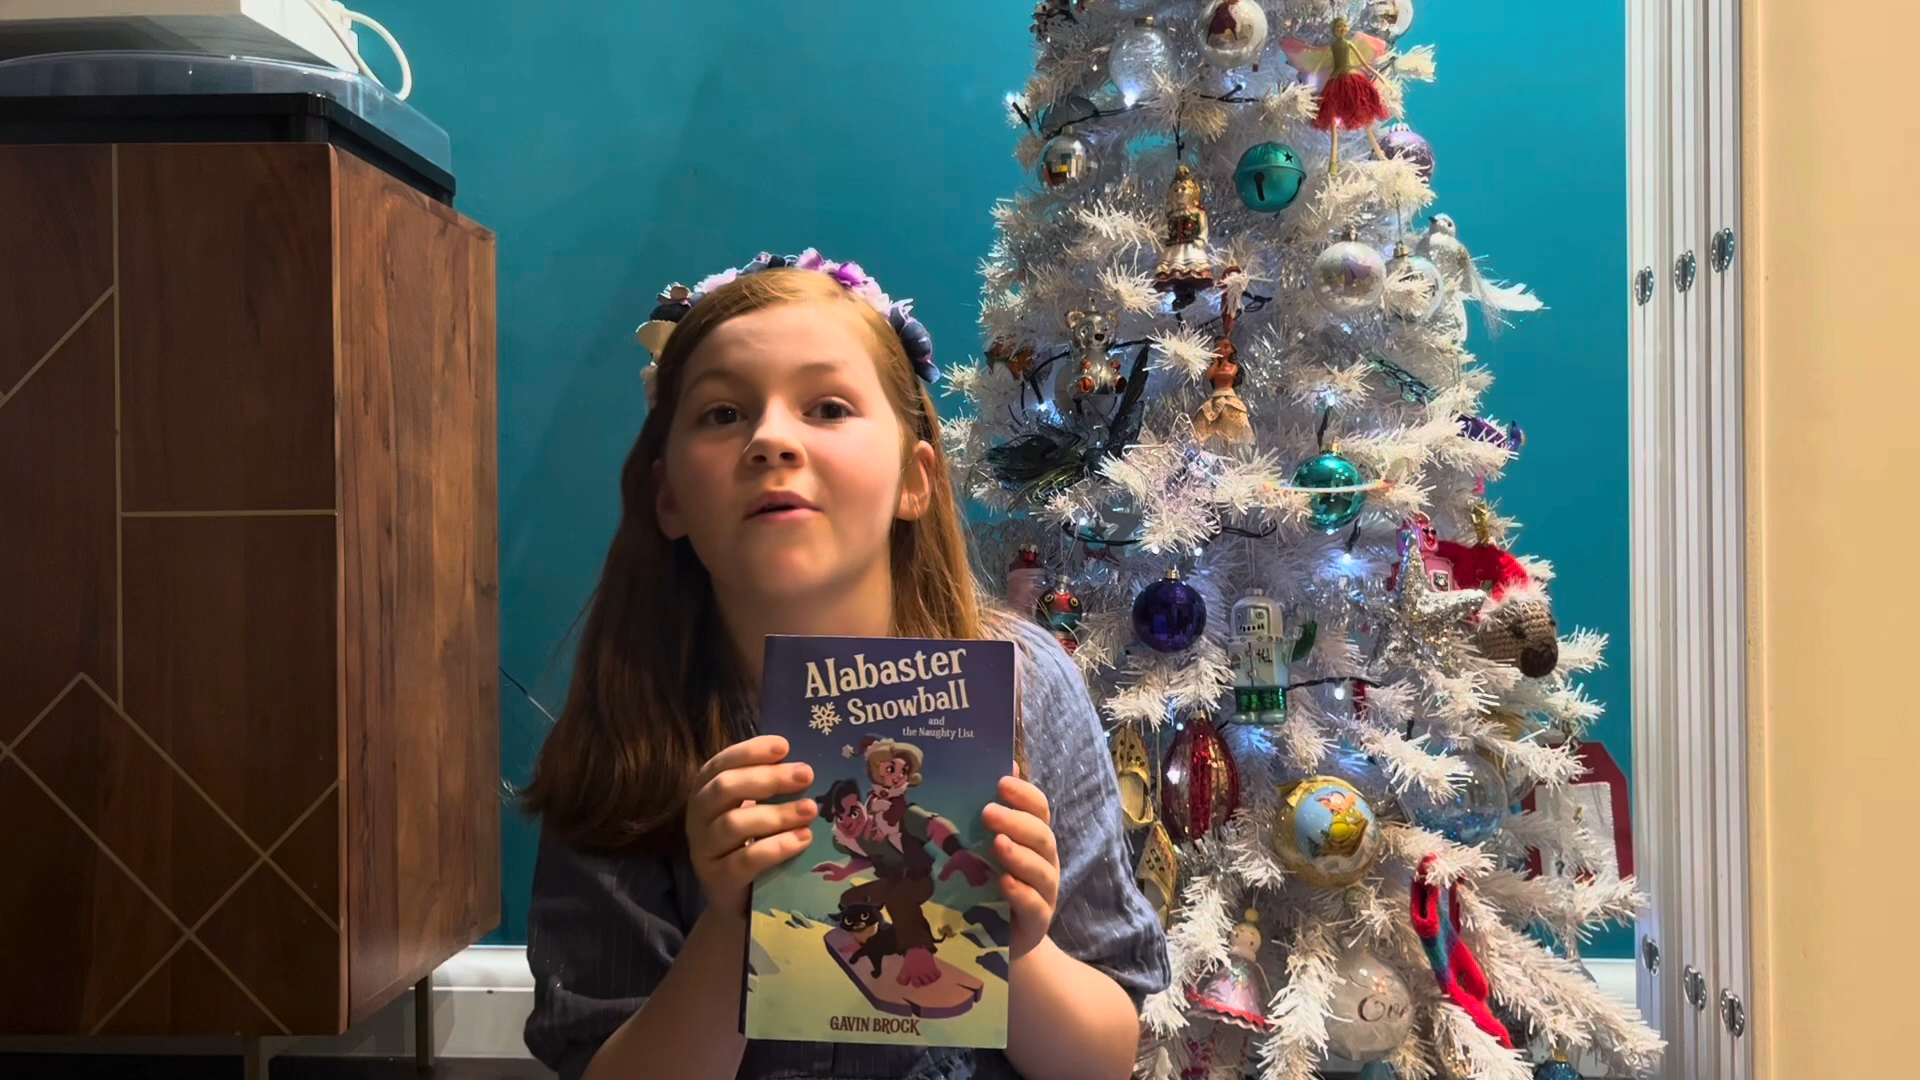 Alabaster
Snowball
and
the Naughty List
GAVIN BROCK